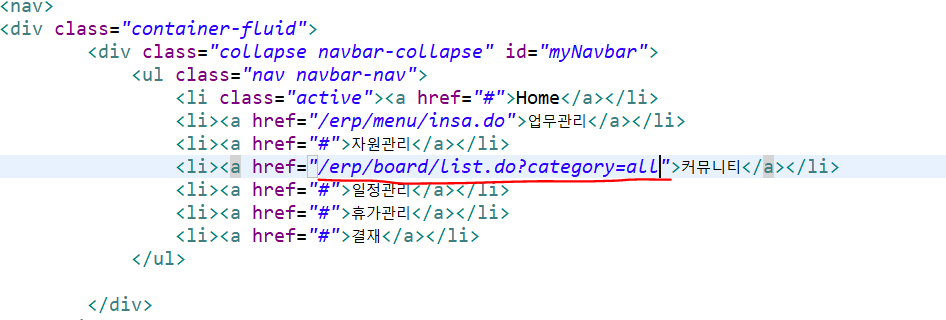 <nav>
<div class="container-fluid">
<div class="collapse navbar-collapse" id="myNavbar">
<ul class="nav navbar-nav">
<li class="active"><a href="#">Home</a></li>
<li><a href="/erp/menu/insa.do">업무관리</a></li>
<li><a href="#">자원관리</a></li>
<li><a href="/erp/board/list.do?category=all">커뮤니티</a></li>
<li><a href="#">일정관리</a></li>
<li><a href="#">휴가관리</a></li>
<li><a href="#">결재</a></li>
</ul>
</div>